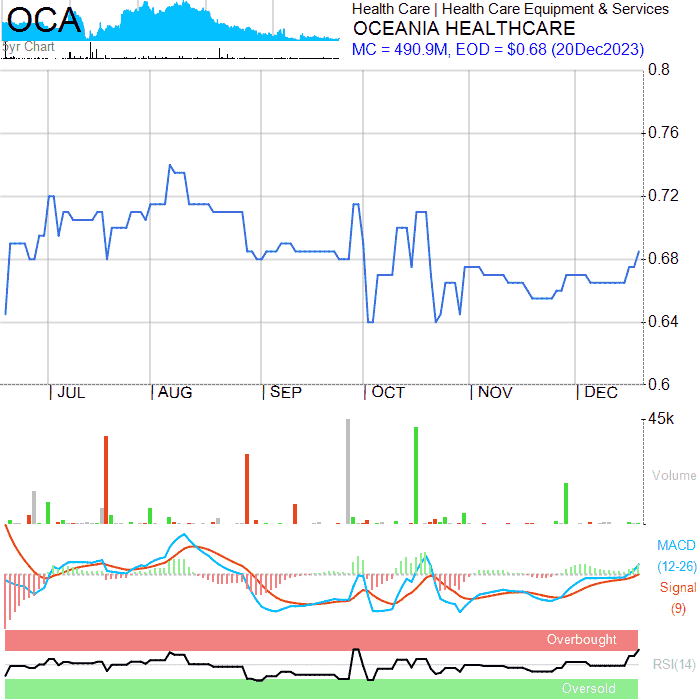 OCA
5yr Chart
Health Care | Health Care Equipment & Services
OCEANIA HEALTHCARE
MC = 490.9M, EOD = $0.68 (20Dec2023)
0.8
0.76
0.72
0.68
0.64
0.6
JUL AUG SEP OCT NOV DEC
45k
Volume
MACD
(12-26)
Signal
(9)
Overbought
RSI(14)
Oversold